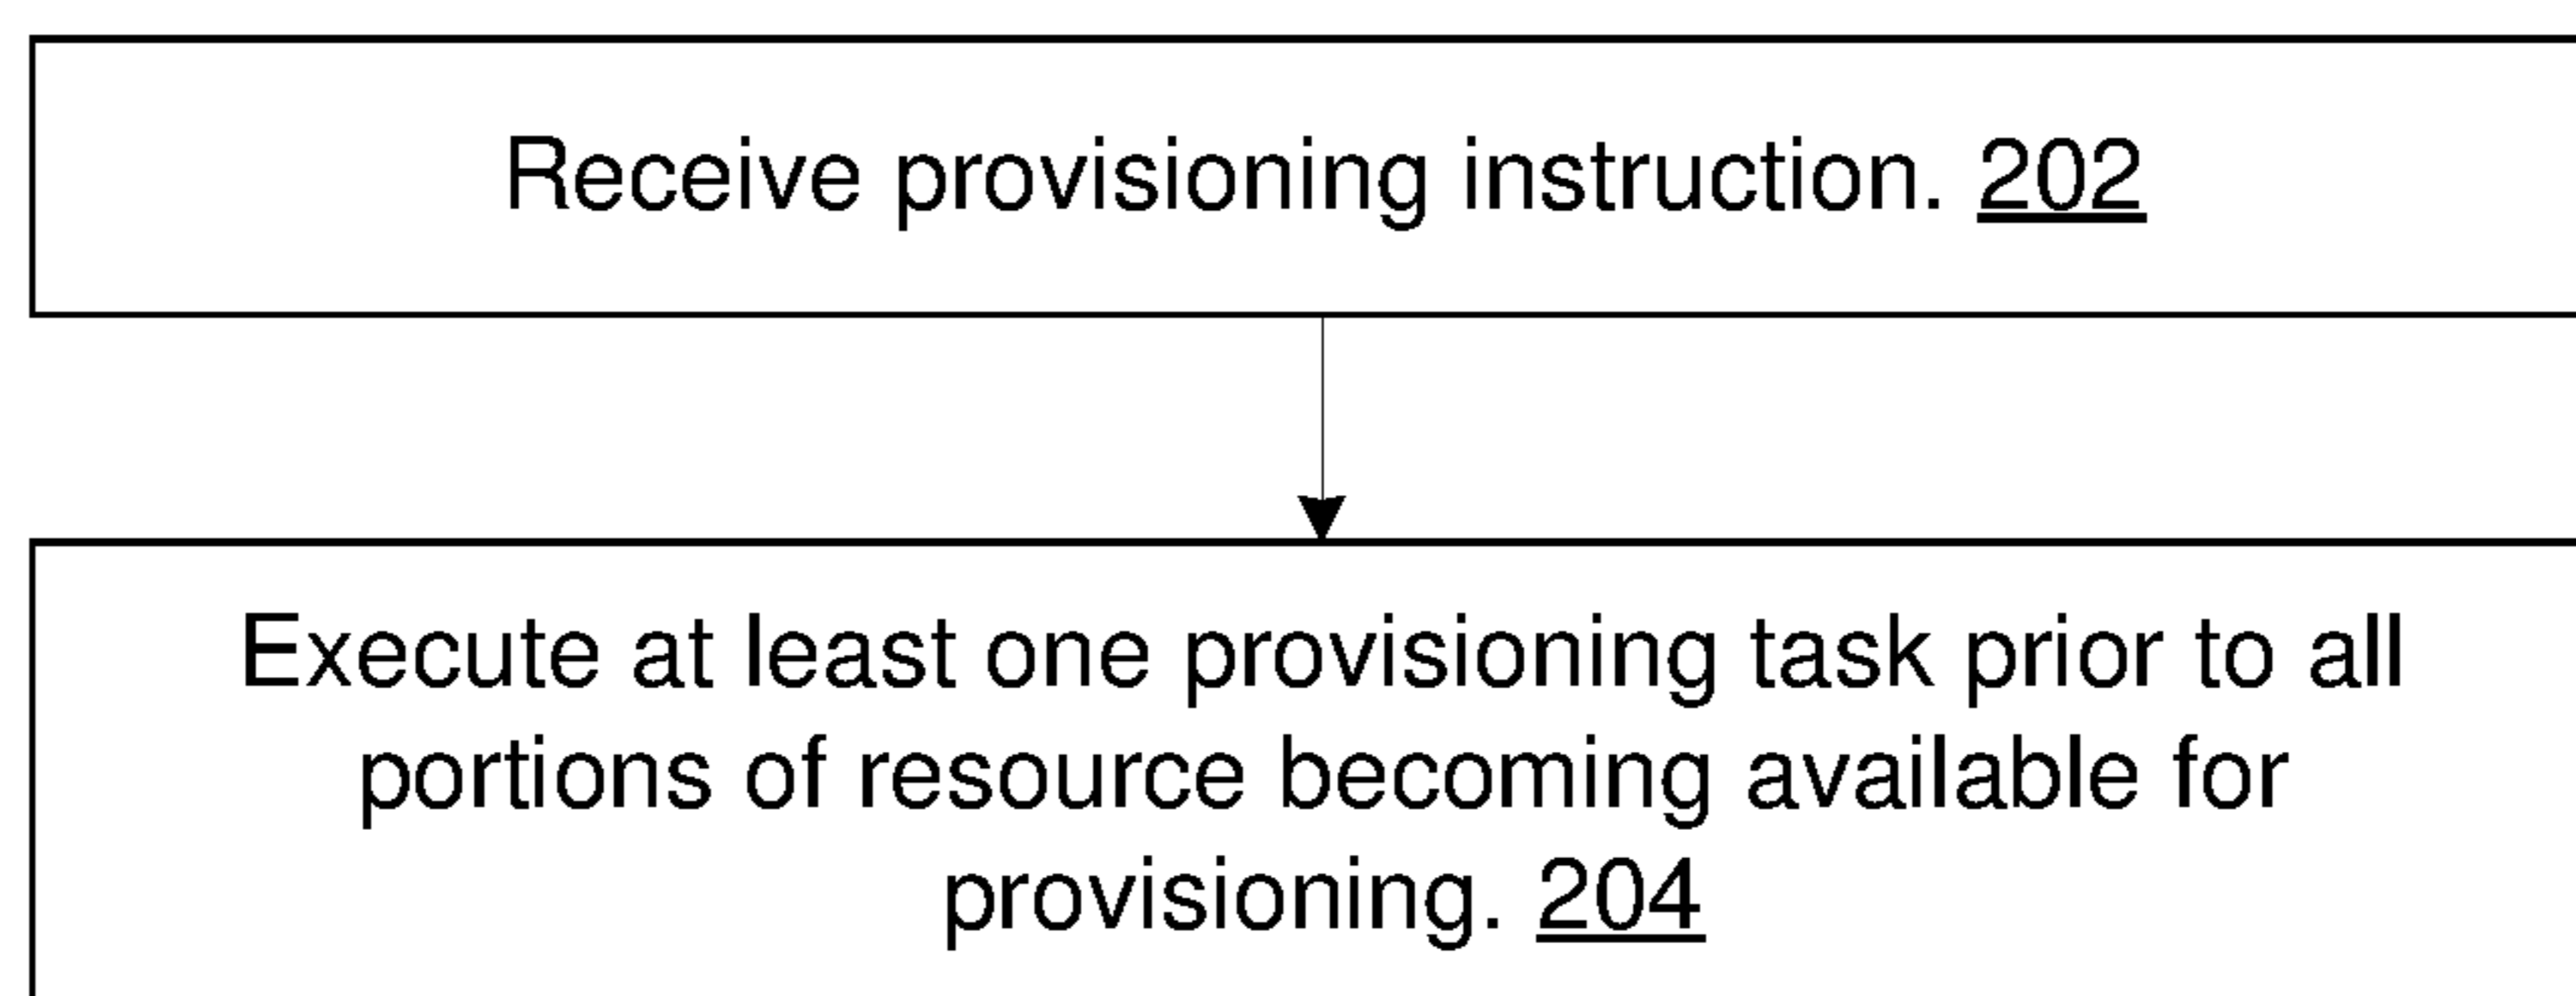 Receive provisioning instruction. 202
Execute at least one provisioning task prior to all
portions of resource becoming available for
provisioning. 204